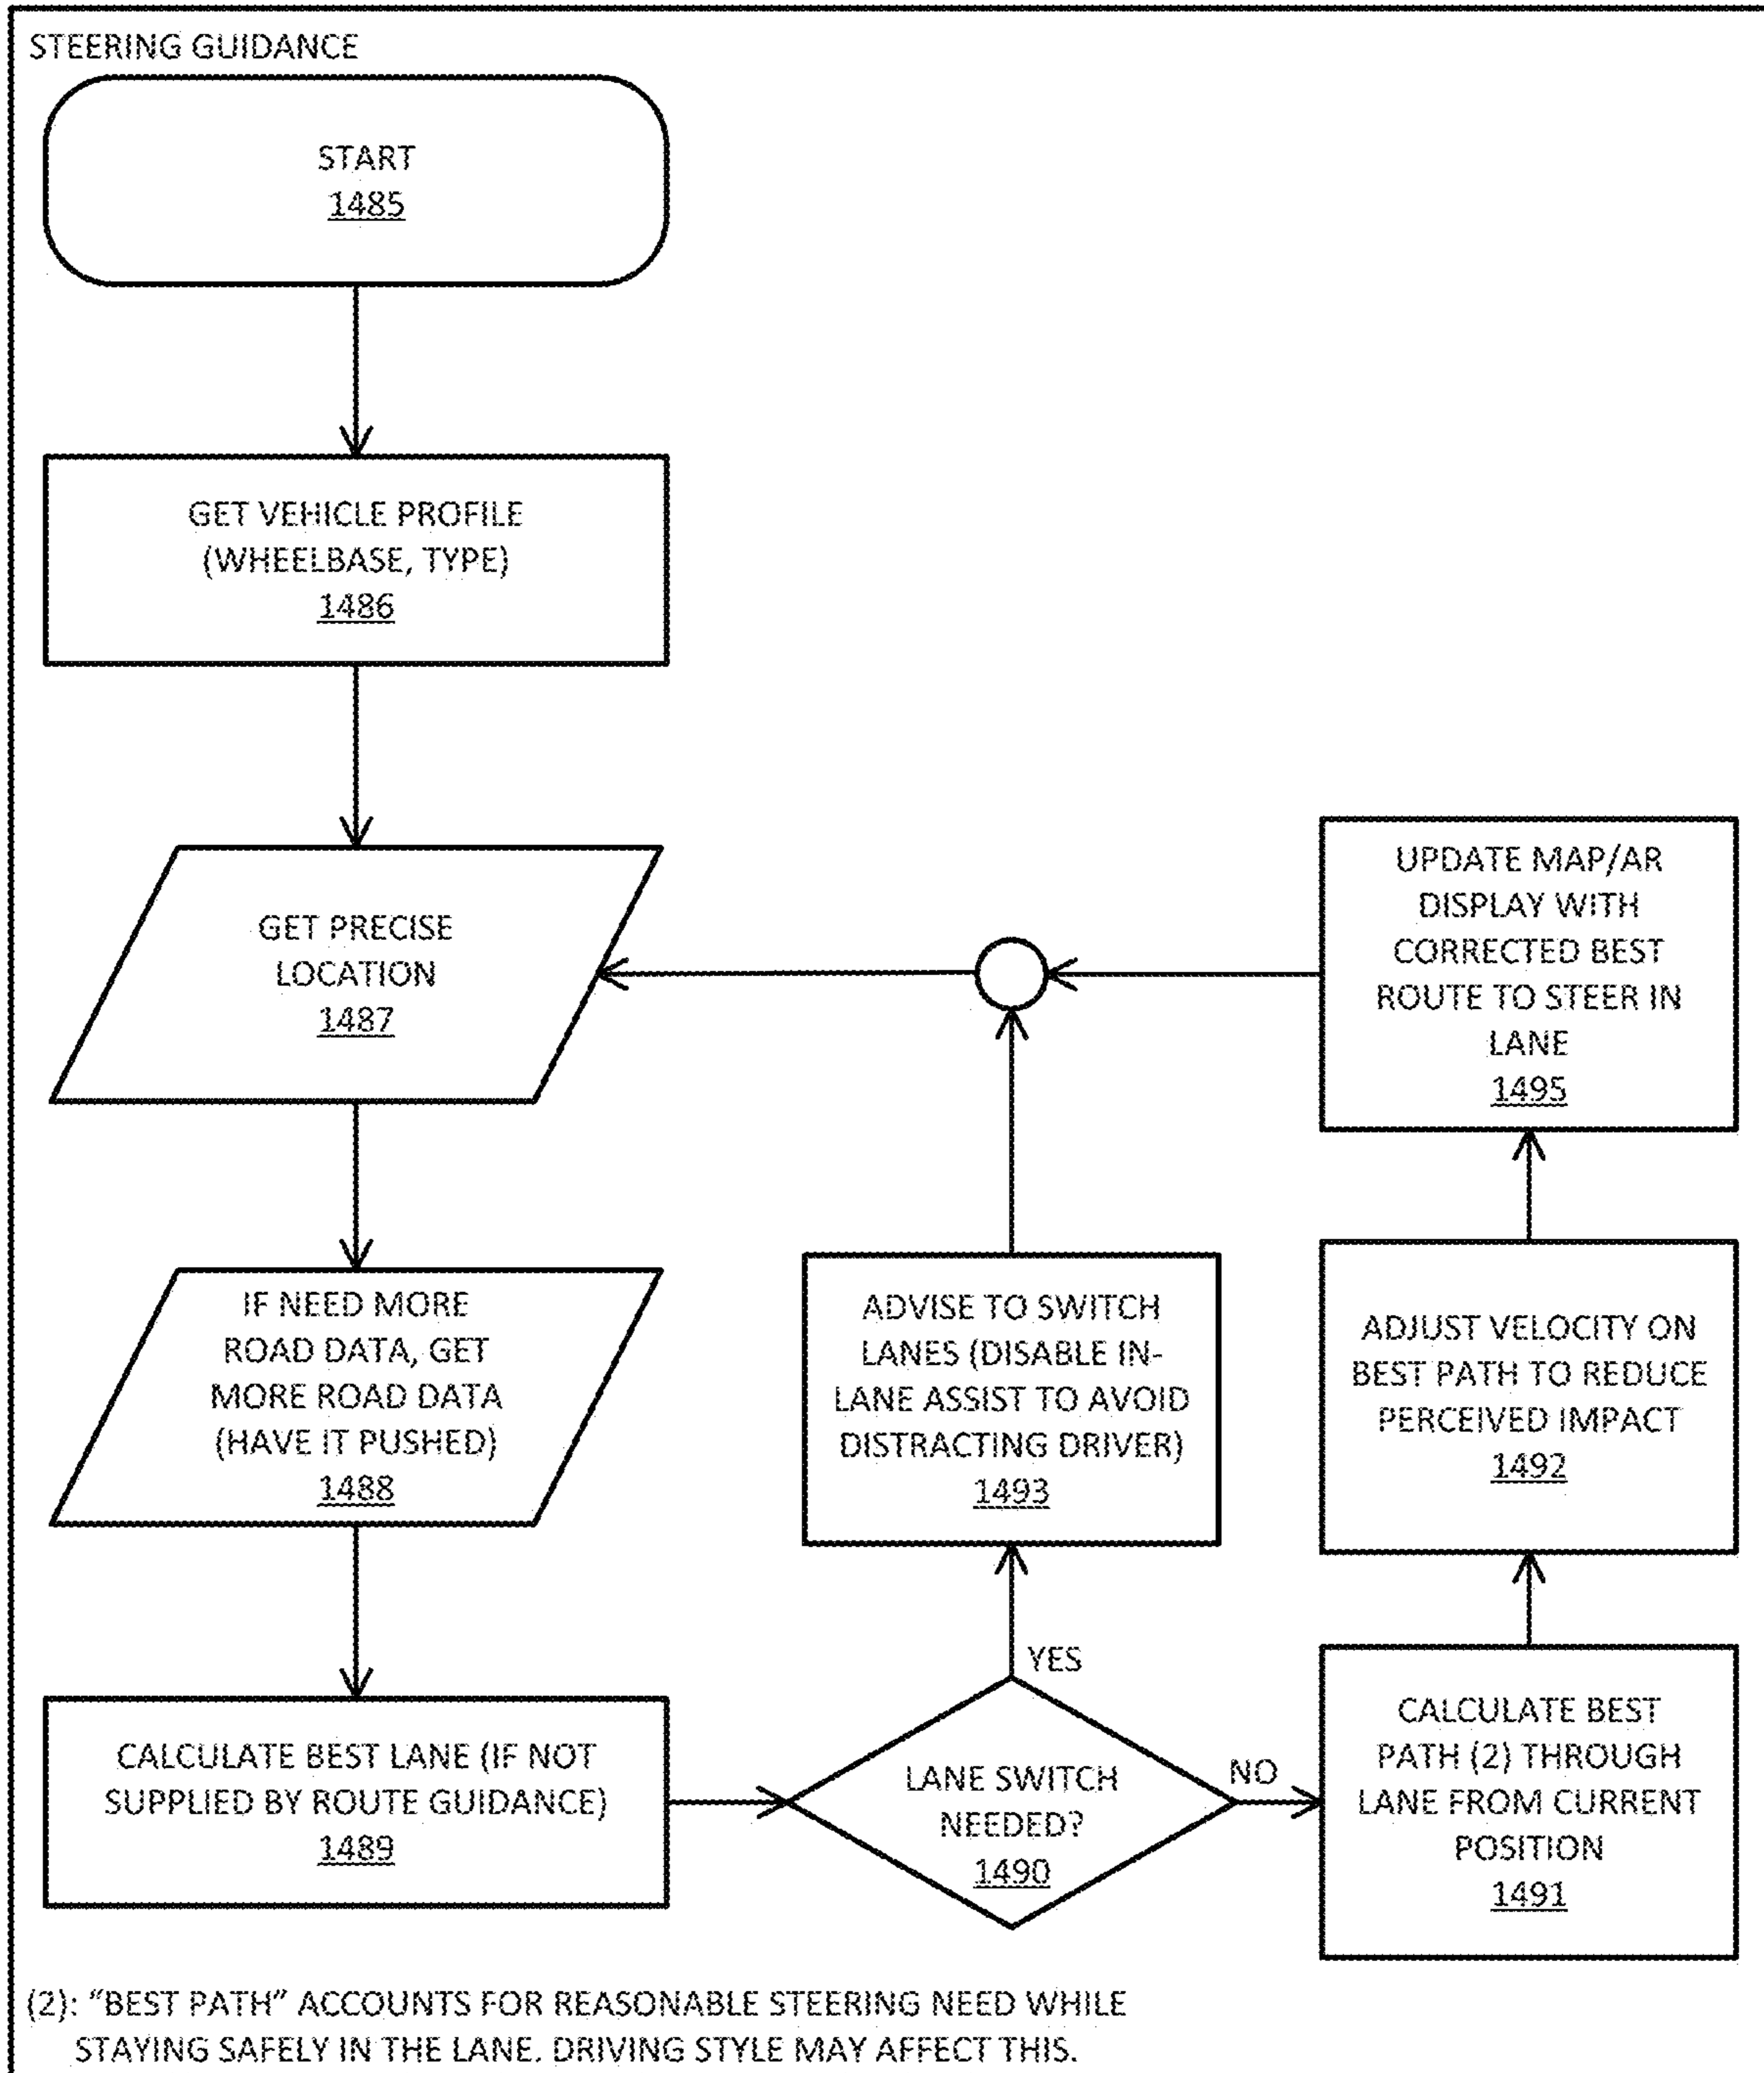 STEERING GUIDANCE
START
1485
GET VEHICLE PROFILE
(WHEELBASE, TYPE)
1486
GET PRECISE
LOCATION
1487
IF NEED MORE
ROAD DATA, GET
MORE ROAD DATA
(HAVE IT PUSHED)
1488
CALCULATE BEST LANE (IF NOT
SUPPLIED BY ROUTE GUIDANCE)
1489
LANE SWITCH
NEEDED?
1490
YES
ADVISE TO SWITCH
LANES (DISABLE IN-
LANE ASSIST TO AVOID
DISTRACTING DRIVER)
1493
NO
CALCULATE BEST
PATH (2) THROUGH
LANE FROM CURRENT
POSITION
1491
ADJUST VELOCITY ON
BEST PATH TO REDUCE
PERCEIVED IMPACT
1492
UPDATE MAP/AR
DISPLAY WITH
CORRECTED BEST
ROUTE TO STEER IN
LANE
1495
(2): "BEST PATH" ACCOUNTS FOR REASONABLE STEERING NEED WHILE
STAYING SAFELY IN THE LANE. DRIVING STYLE MAY AFFECT THIS.